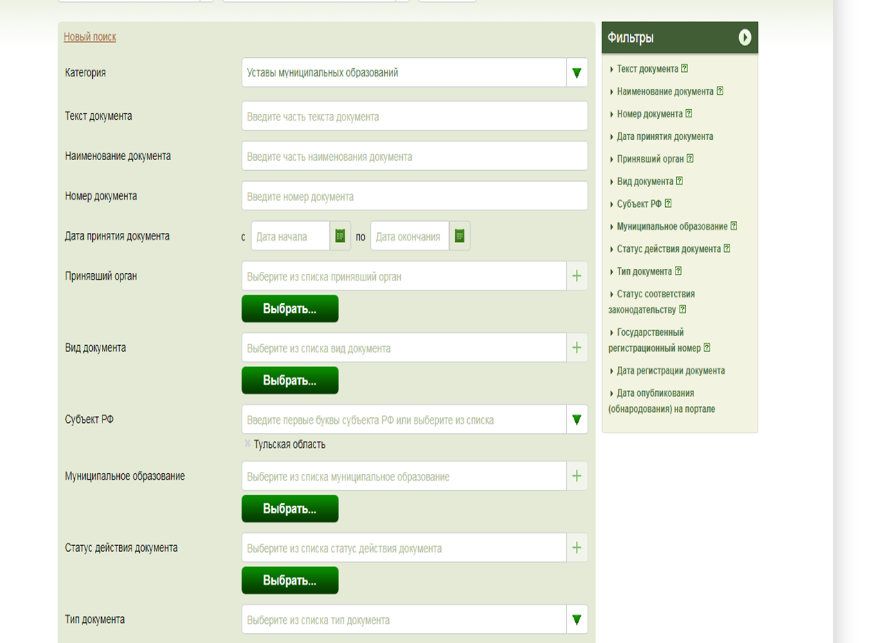 Новый поиск
Категория
Уставы муниципальных образований
Текст документа
Введите часть текста документа
Наименование документа
Введите часть наименования документа
Номер документа
Введите номер документа
Дата принятия документа
с Дата начала по Дата окончания
Принявший орган
Выберите из списка принявший орган
Выбрать...
Вид документа
Выберите из списка вид документа
Выбрать...
Субъект РФ
Введите первые буквы субъекта РФ или выберите из списка
Тульская область
Муниципальное образование
Выберите из списка муниципальное образование
Выбрать...
Статус действия документа
Выберите из списка статус действия документа
Выбрать...
Тип документа
Выберите из списка тип документа
Фильтры
Текст документа ?
Наименование документа ?
Номер документа ?
Дата принятия документа
Принявший орган ?
Вид документа ?
Субъект РФ ?
Муниципальное образование ?
Статус действия документа ?
Тип документа ?
Статус соответствия
законодательству ?
Государственный
регистрационный номер ?
Дата регистрации документа
Дата опубликования
(обнародования) на портале